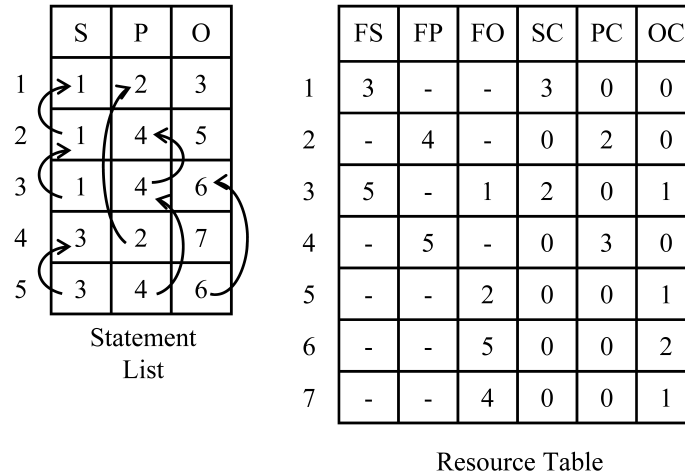 S P O
1 1 2 3
2 1 4 5
3 1 4 6
4 3 2 7
5 3 4 6
Statement
List
FS FP FO SC PC OC
1 3 - - 3 0 0
2 - 4 - 0 2 0
3 5 - 1 2 0 1
4 - 5 - 0 3 0
5 - - 2 0 0 1
6 - - 5 0 0 2
7 - - 4 0 0 1
Resource Table